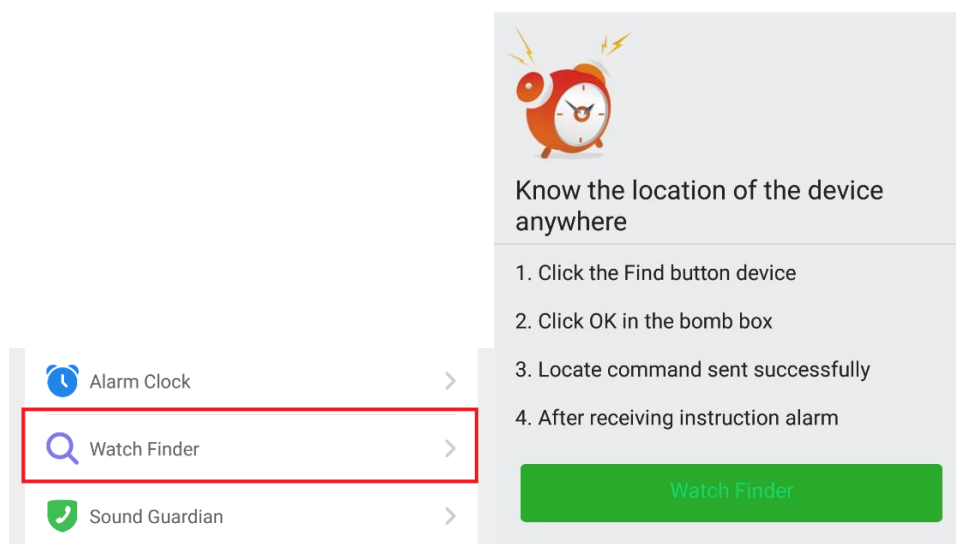 Alarm Clock
Watch Finder
Sound Guardian
Know the location of the device
anywhere
1. Click the Find button device
2. Click OK in the bomb box
3. Locate command sent successfully
4. After receiving instruction alarm
Watch Finder